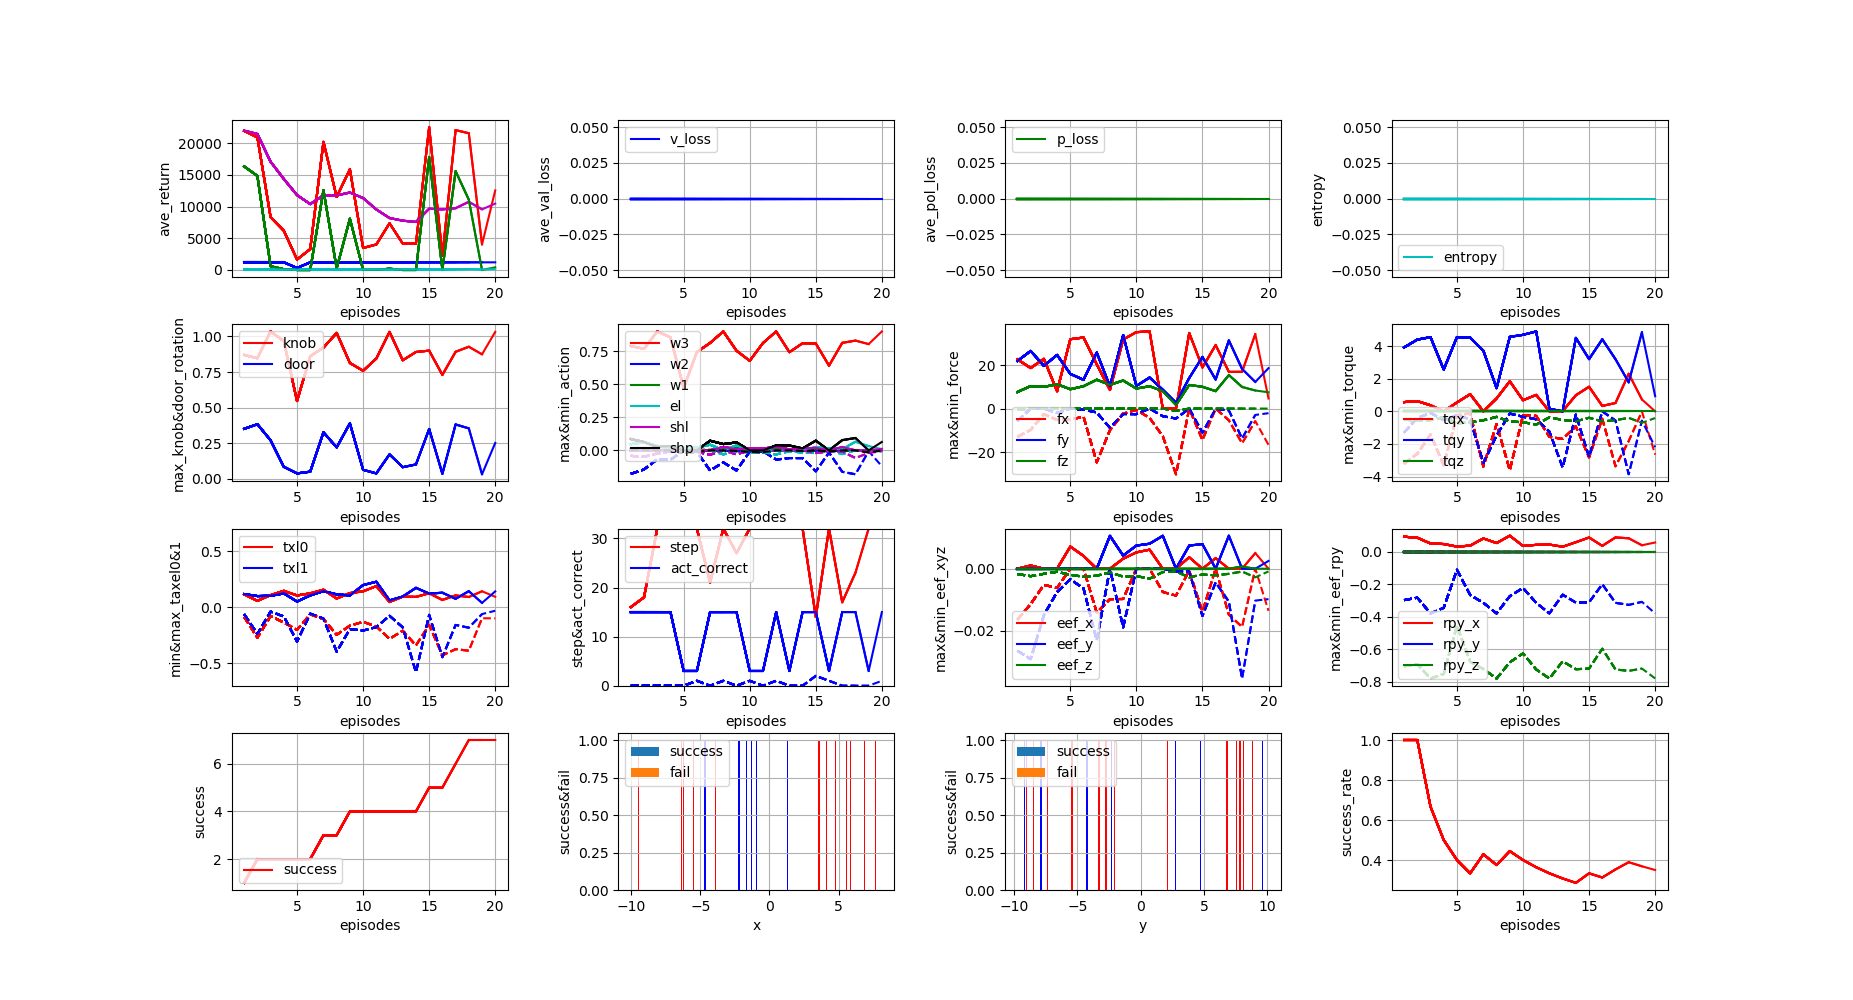 ave_return
20000
15000
10000
5000
0
5 10 15 20
episodes
ave_val_loss
0.050
0.025
0.000
−0.025
−0.050
v_loss
5 10 15 20
episodes
ave_pol_loss
0.050
0.025
0.000
−0.025
−0.050
p_loss
5 10 15 20
episodes
entropy
0.050
0.025
0.000
−0.025
−0.050
entropy
5 10 15 20
episodes
max_knob&door_rotation
1.00
0.75
0.50
0.25
0.00
knob
door
5 10 15 20
episodes
max&min_action
0.75
0.50
0.25
0.00
w3
w2
w1
el
shl
shp
5 10 15 20
episodes
max&min_force
20
0
−20
fx
fy
fz
5 10 15 20
episodes
max&min_torque
4
2
0
−2
−4
tqx
tqy
tqz
5 10 15 20
episodes
min&max_taxel0&1
0.5
0.0
−0.5
txl0
txl1
5 10 15 20
episodes
step&act_correct
30
20
10
0
step
act_correct
5 10 15 20
episodes
max&min_eef_xyz
0.00
−0.02
eef_x
eef_y
eef_z
5 10 15 20
episodes
max&min_eef_rpy
0.0
−0.2
−0.4
−0.6
−0.8
rpy_x
rpy_y
rpy_z
5 10 15 20
episodes
success
6
4
2
success
5 10 15 20
episodes
success&fail
1.00
0.75
0.50
0.25
0.00
success
fail
−10 −5 0 5
x
success&fail
1.00
0.75
0.50
0.25
0.00
success
fail
−10 −5 0 5 10
y
success_rate
1.0
0.8
0.6
0.4
5 10 15 20
episodes